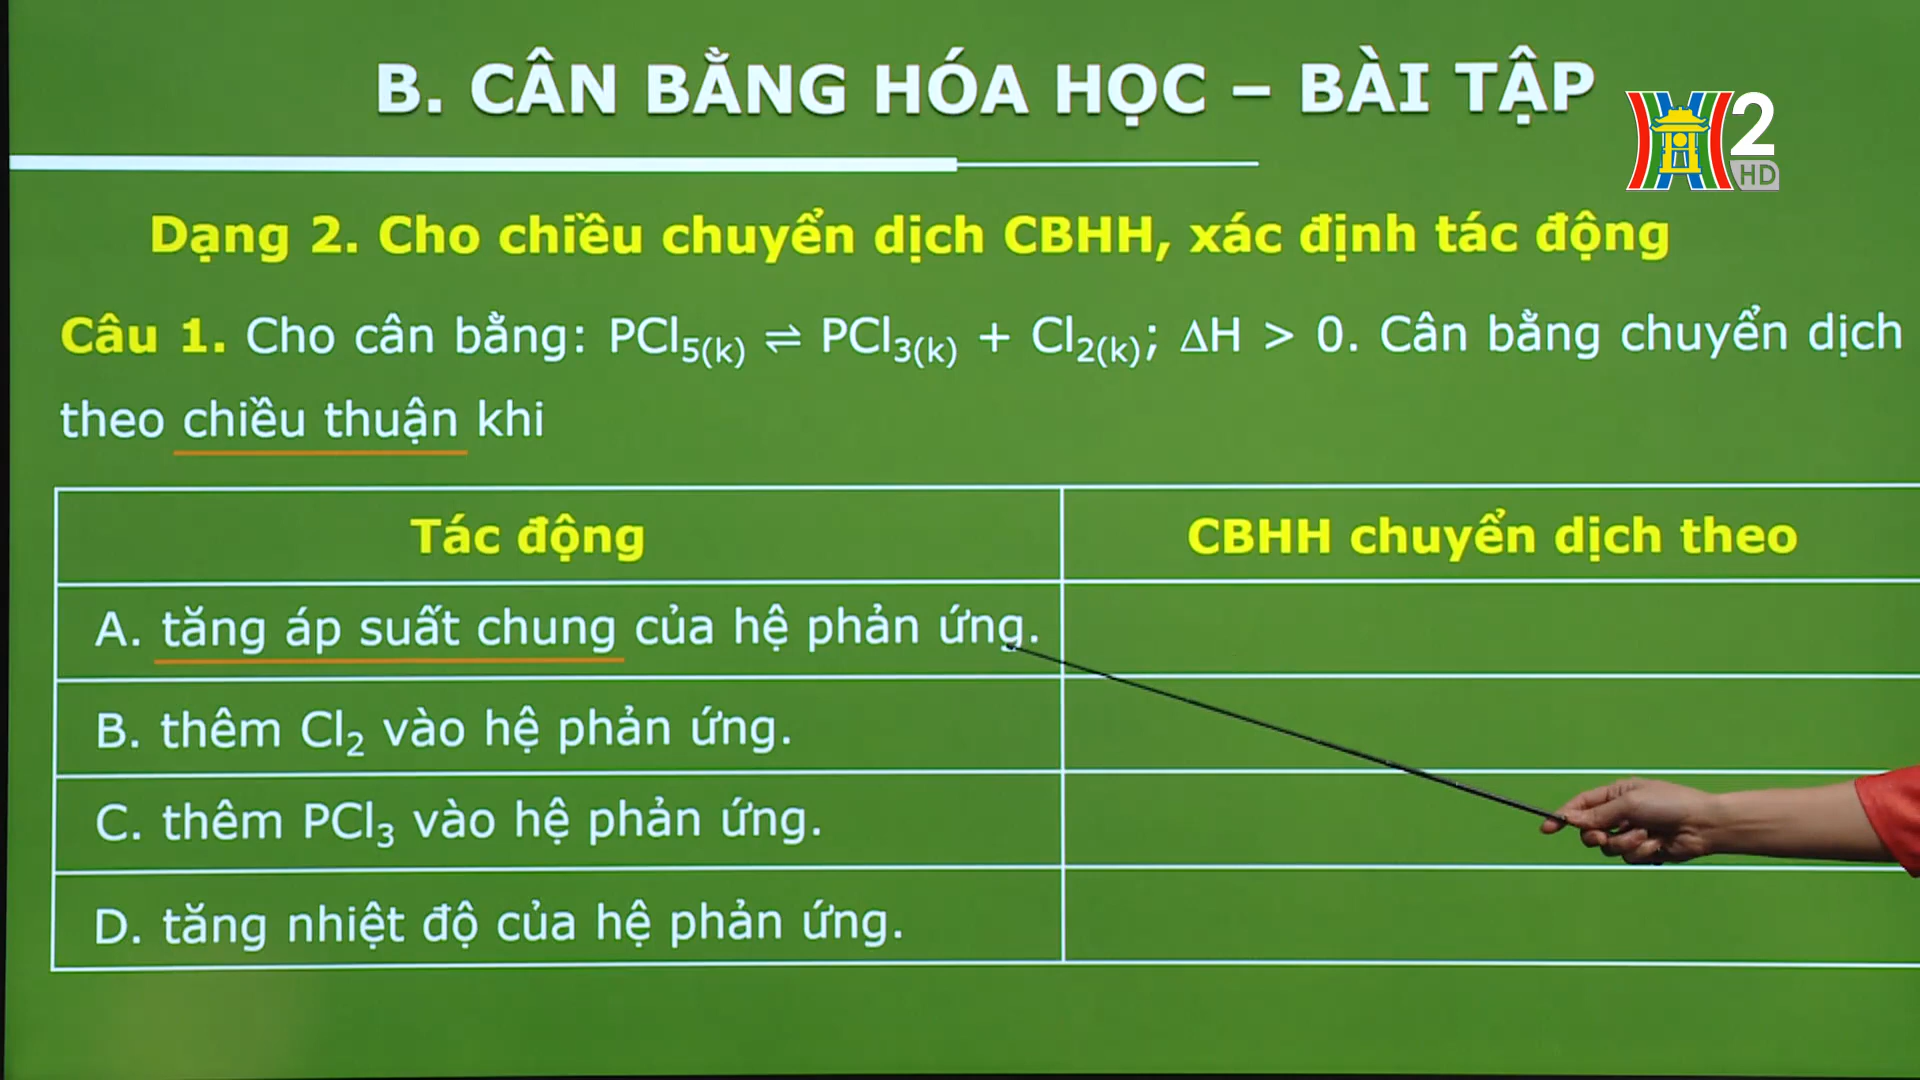 B. CÂN BẰNG HÓA HỌC – BÀI TẬP
2
HD
Dạng 2. Cho chiều chuyển dịch CBHH, xác định tác động
Câu 1. Cho cân bằng: PCl₅₍ₖ₎ ⇌ PCl₃₍ₖ₎ + Cl₂₍ₖ₎; ΔH > 0. Cân bằng chuyển dịch
theo chiều thuận khi
Tác động CBHH chuyển dịch theo
A. tăng áp suất chung của hệ phản ứng.
B. thêm Cl₂ vào hệ phản ứng.
C. thêm PCl₃ vào hệ phản ứng.
D. tăng nhiệt độ của hệ phản ứng.